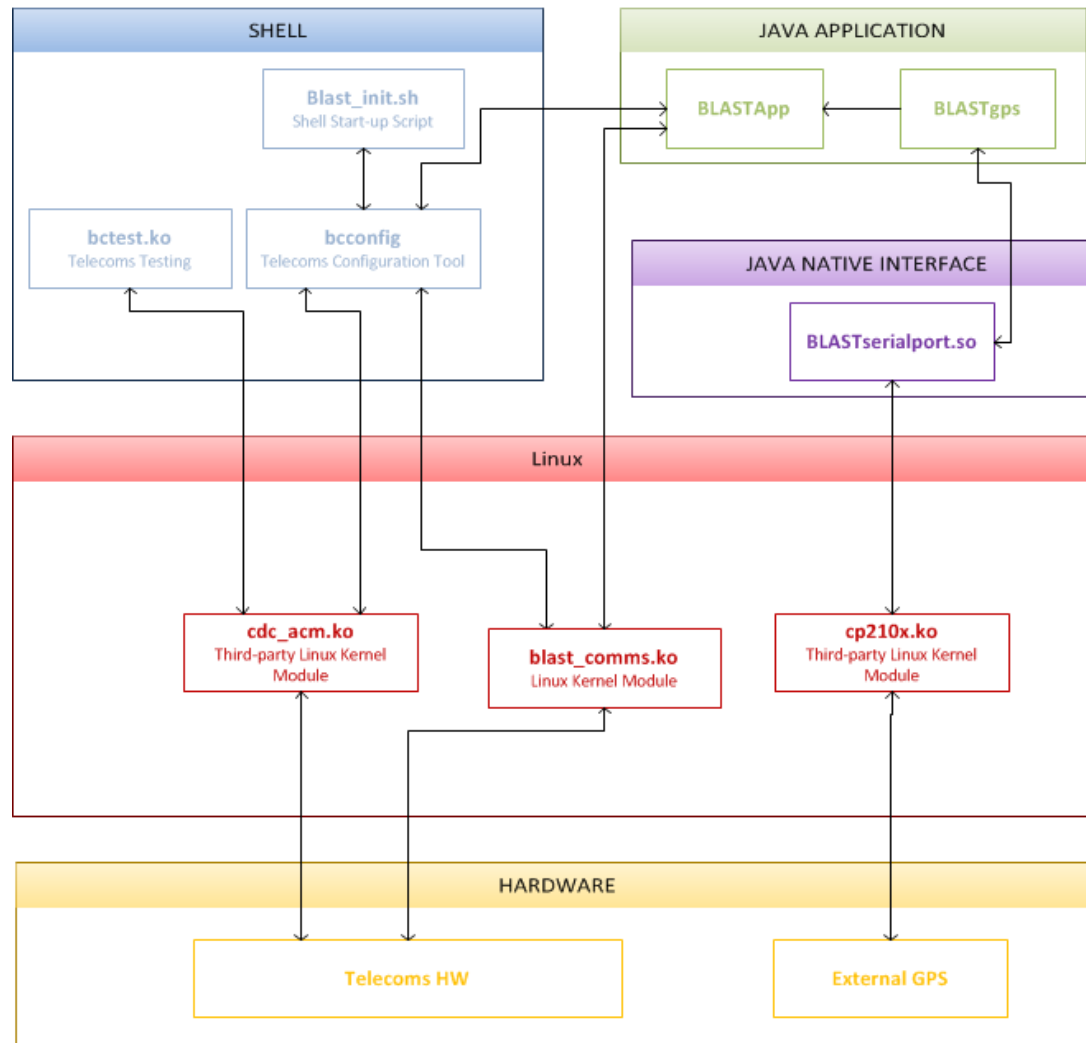 SHELL
Blast_init.sh
Shell Start-up Script
bctest.ko
Telecoms Testing
bcconfig
Telecoms Configuration Tool
JAVA APPLICATION
BLASTApp
BLASTgps
JAVA NATIVE INTERFACE
BLASTserialport.so
Linux
cdc_acm.ko
Third-party Linux Kernel
Module
blast_comms.ko
Linux Kernel Module
cp210x.ko
Third-party Linux Kernel
Module
HARDWARE
Telecoms HW
External GPS